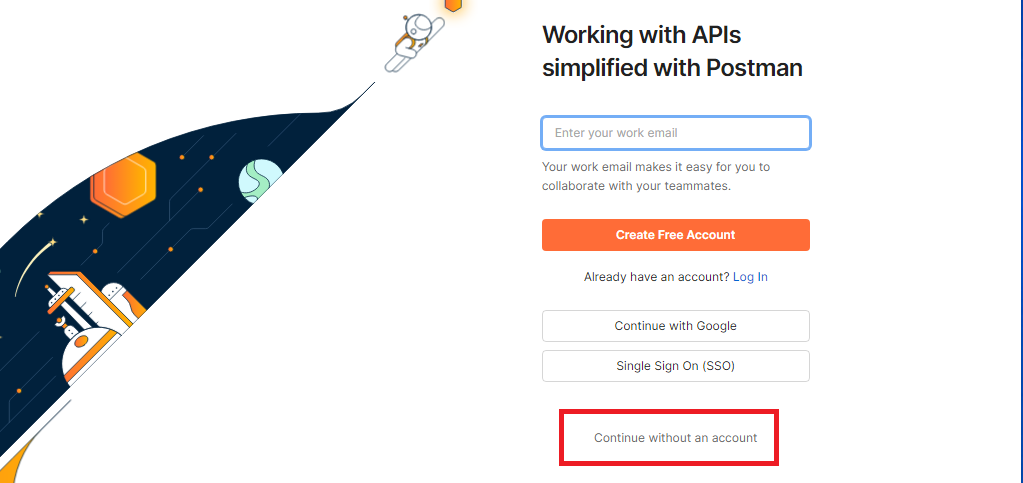 Working with APIs
simplified with Postman
Enter your work email
Your work email makes it easy for you to
collaborate with your teammates.
Create Free Account
Already have an account? Log In
Continue with Google
Single Sign On (SSO)
Continue without an account